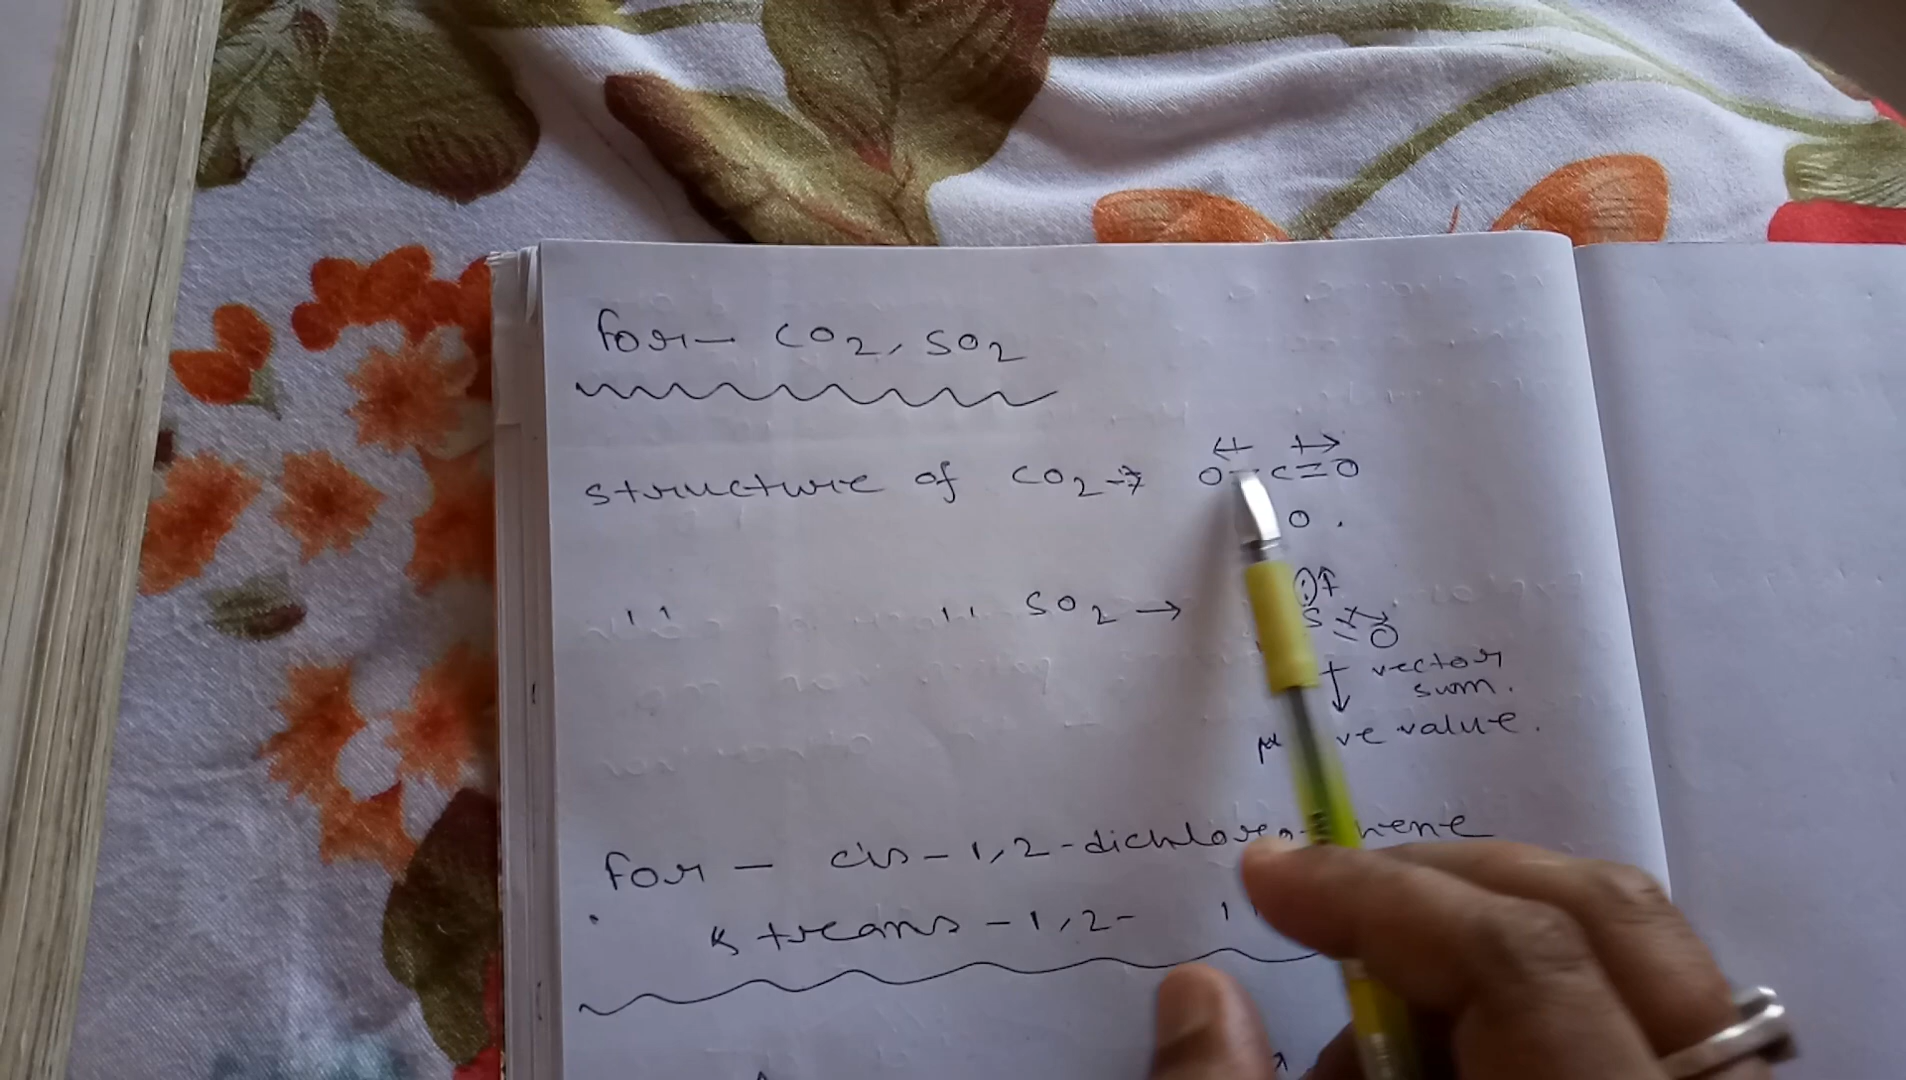 for - CO2, SO2
structure of CO2 → O = C = O
O .
" " SO2 → S = O
vector
sum.
ve value.
for - cis - 1,2 - dichloro
& trans - 1,2 - "